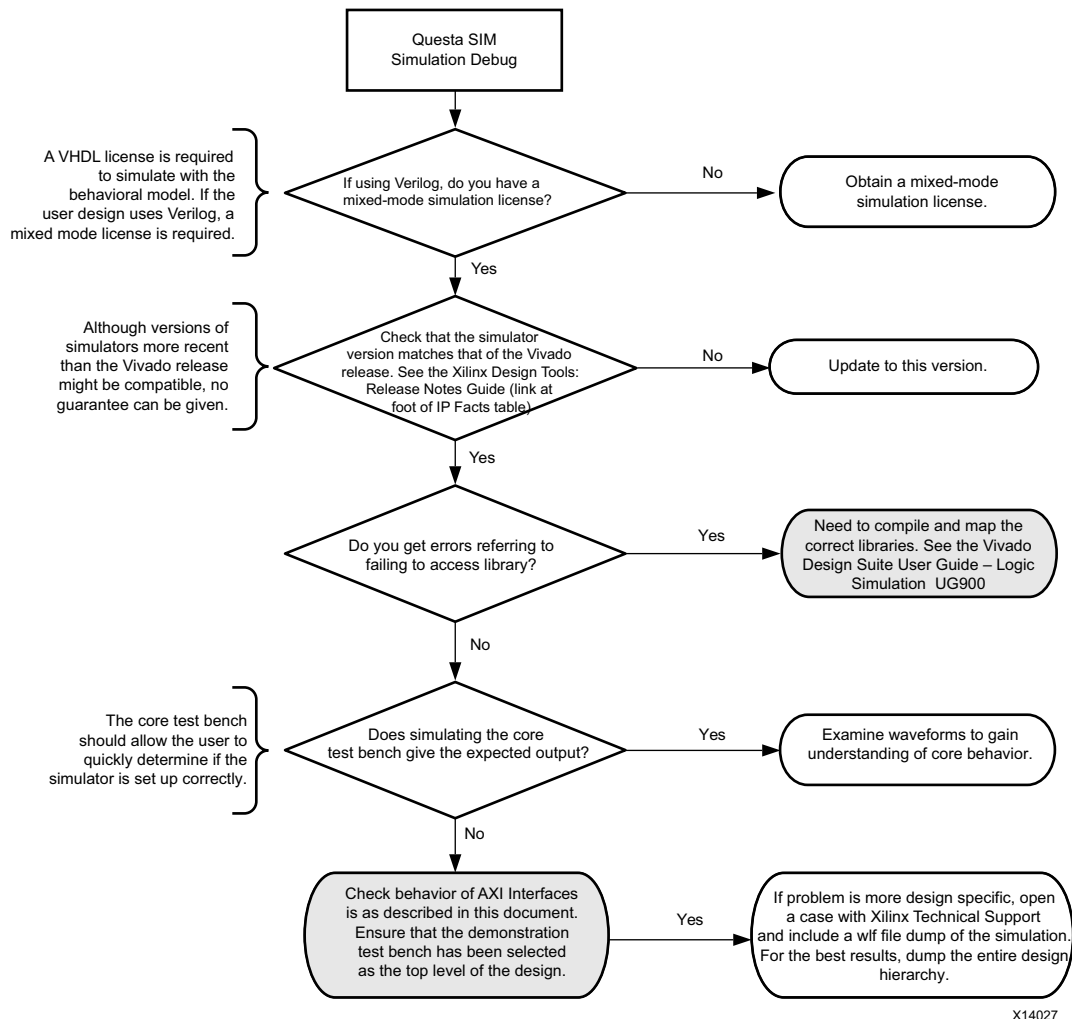 Questa SIM
Simulation Debug
A VHDL license is required
to simulate with the
behavioral model. If the
user design uses Verilog, a
mixed mode license is required.
If using Verilog, do you have a
mixed-mode simulation license?
No
Obtain a mixed-mode
simulation license.
Yes
Although versions of
simulators more recent
than the Vivado release
might be compatible, no
guarantee can be given.
Check that the simulator
version matches that of the Vivado
release. See the Xilinx Design Tools:
Release Notes Guide (link at
foot of IP Facts table)
No
Update to this version.
Yes
Do you get errors referring to
failing to access library?
Yes
Need to compile and map the
correct libraries. See the Vivado
Design Suite User Guide – Logic
Simulation  UG900
No
The core test bench
should allow the user to
quickly determine if the
simulator is set up correctly.
Does simulating the core
test bench give the expected output?
Yes
Examine waveforms to gain
understanding of core behavior.
No
Check behavior of AXI Interfaces
is as described in this document.
Ensure that the demonstration
test bench has been selected
as the top level of the design.
Yes
If problem is more design specific, open
a case with Xilinx Technical Support
and include a wlf file dump of the simulation.
For the best results, dump the entire design
hierarchy.
X14027